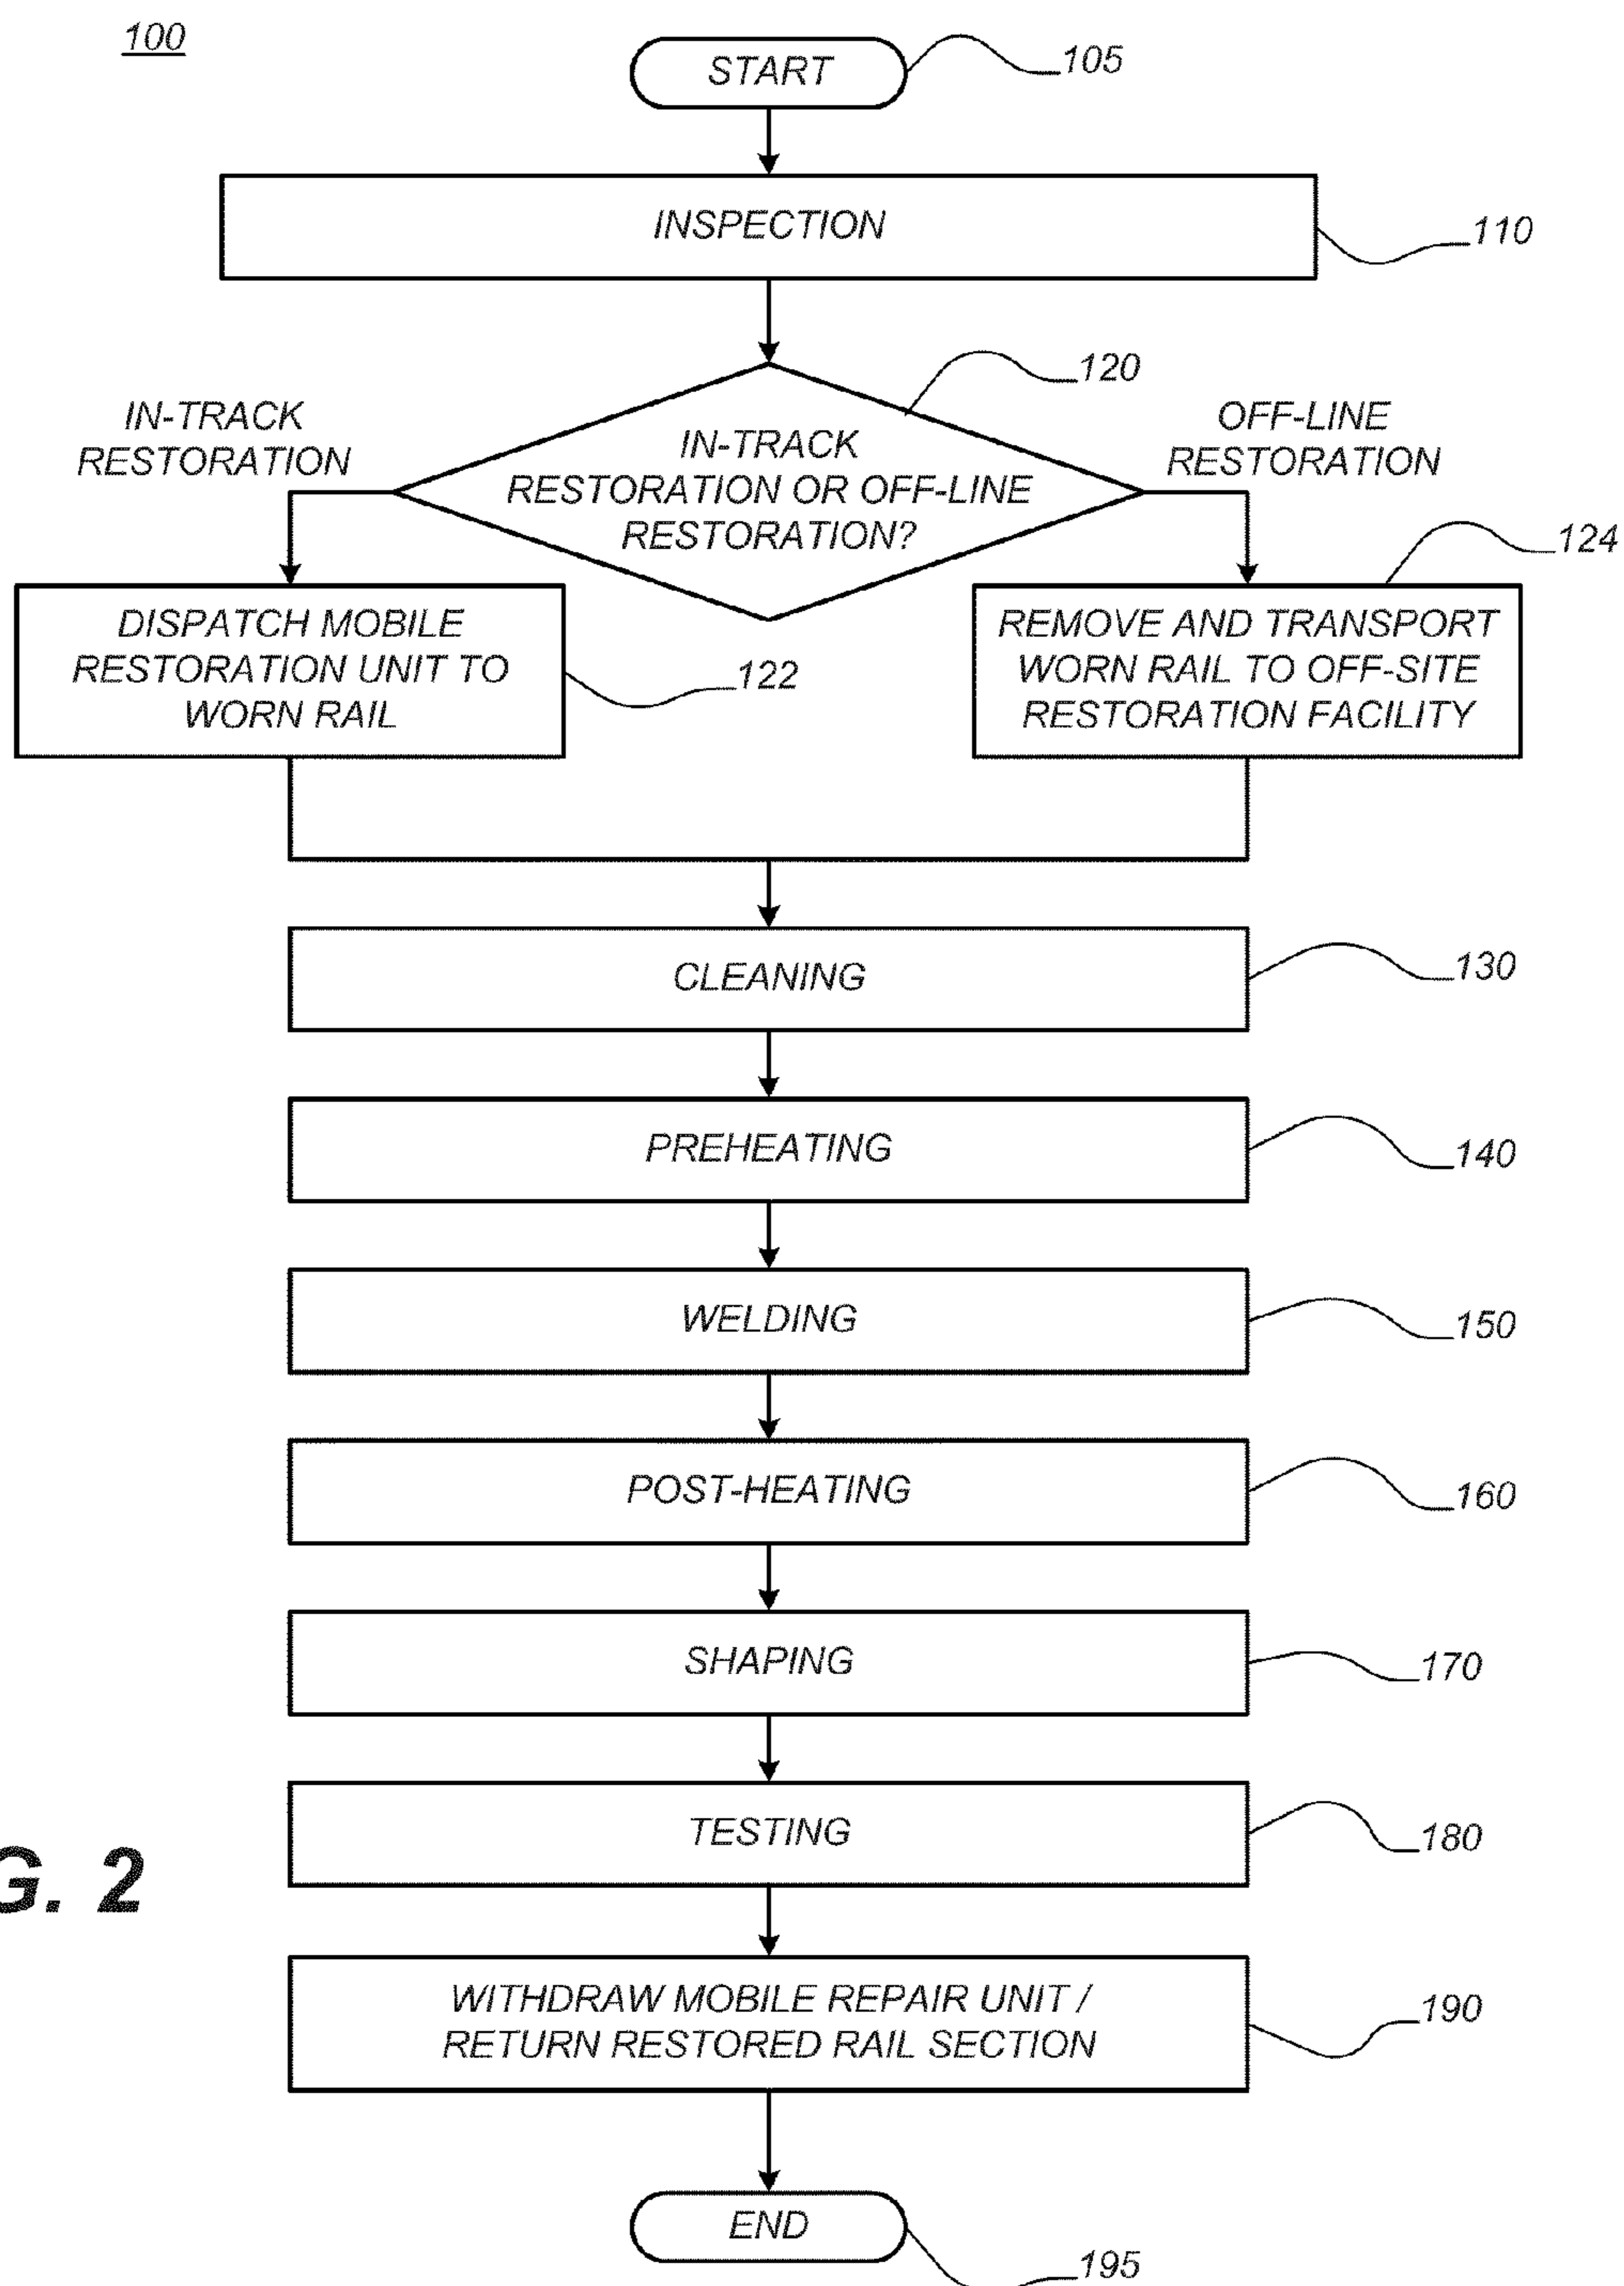 100
START
105
INSPECTION
110
120
IN-TRACK
RESTORATION
IN-TRACK
RESTORATION OR OFF-LINE
RESTORATION?
OFF-LINE
RESTORATION
124
DISPATCH MOBILE
RESTORATION UNIT TO
WORN RAIL
122
REMOVE AND TRANSPORT
WORN RAIL TO OFF-SITE
RESTORATION FACILITY
CLEANING
130
PREHEATING
140
WELDING
150
POST-HEATING
160
SHAPING
170
TESTING
180
G. 2
WITHDRAW MOBILE REPAIR UNIT /
RETURN RESTORED RAIL SECTION
190
END
195